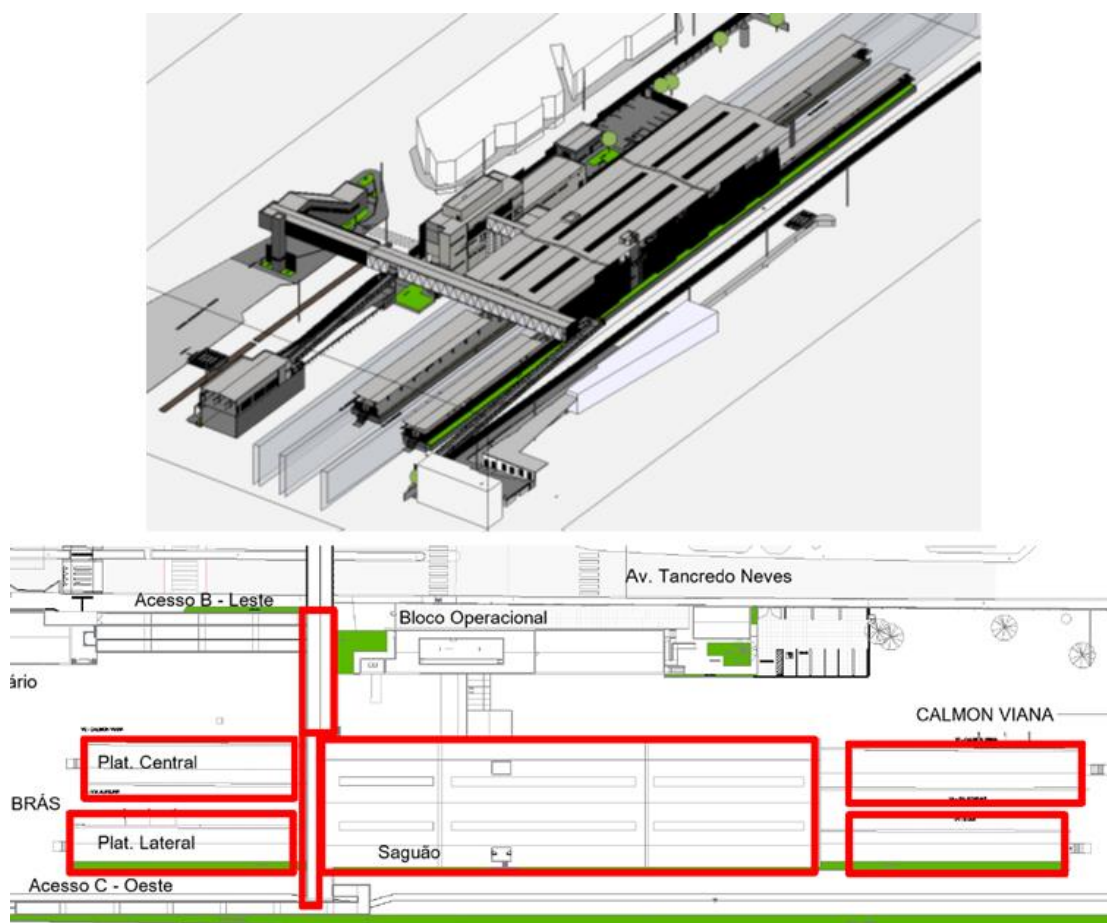 Av. Tancredo Neves
Acesso B - Leste
Bloco Operacional
ário
CALMON VIANA
Plat. Central
BRÁS
Plat. Lateral
Saguão
Acesso C - Oeste